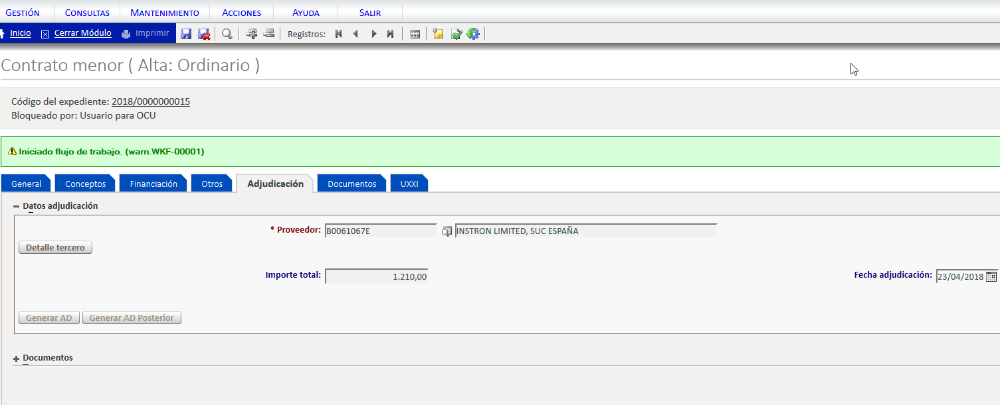 GESTIÓN CONSULTAS MANTENIMIENTO ACCIONES AYUDA SALIR
Inicio Cerrar Módulo Imprimir Registros:
Contrato menor ( Alta: Ordinario )
Código del expediente: 2018/0000000015
Bloqueado por: Usuario para OCU
Iniciado flujo de trabajo. (warn.WKF-00001)
General Conceptos Financiación Otros Adjudicación Documentos UXXI
Datos adjudicación
* Proveedor: B0061067E INSTRON LIMITED, SUC ESPAÑA
Detalle tercero
Importe total: 1.210,00 Fecha adjudicación: 23/04/2018
Generar AD Generar AD Posterior
Documentos